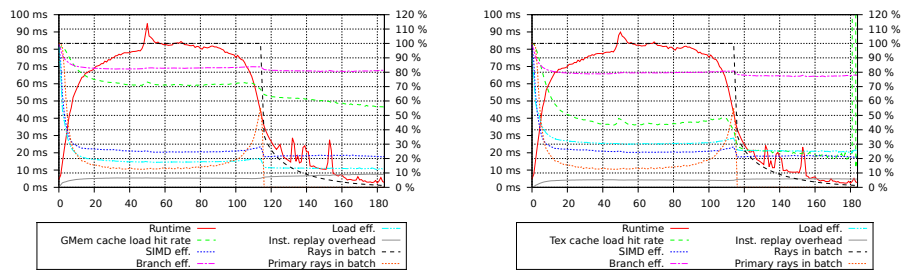 100 ms
90 ms
80 ms
70 ms
60 ms
50 ms
40 ms
30 ms
20 ms
10 ms
0 ms
0 20 40 60 80 100 120 140 160 180
120 %
110 %
100 %
90 %
80 %
70 %
60 %
50 %
40 %
30 %
20 %
10 %
0 %
Runtime Load eff.
GMem cache load hit rate Inst. replay overhead
SIMD eff. Rays in batch
Branch eff. Primary rays in batch
100 ms
90 ms
80 ms
70 ms
60 ms
50 ms
40 ms
30 ms
20 ms
10 ms
0 ms
0 20 40 60 80 100 120 140 160 180
120 %
110 %
100 %
90 %
80 %
70 %
60 %
50 %
40 %
30 %
20 %
10 %
0 %
Runtime Load eff.
Tex cache load hit rate Inst. replay overhead
SIMD eff. Rays in batch
Branch eff. Primary rays in batch